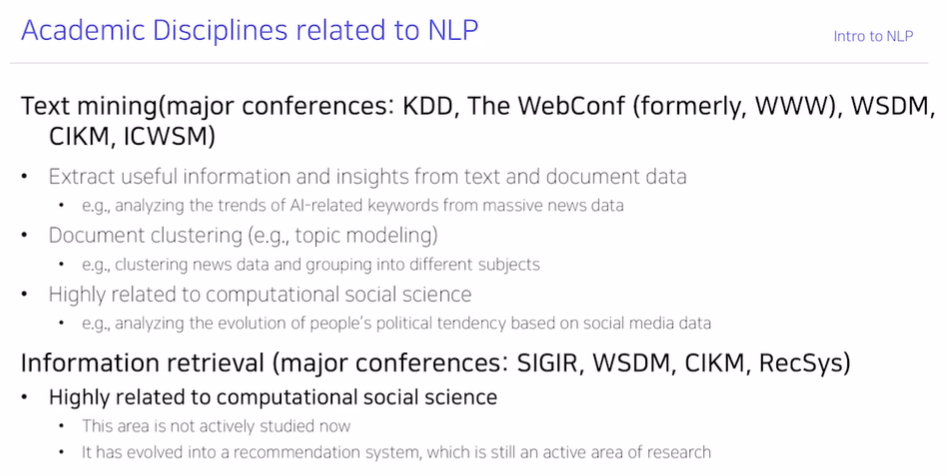 Academic Disciplines related to NLP
Intro to NLP
Text mining(major conferences: KDD, The WebConf (formerly, WWW), WSDM,
CIKM, ICWSM)
• Extract useful information and insights from text and document data
• e.g., analyzing the trends of AI-related keywords from massive news data
• Document clustering (e.g., topic modeling)
• e.g., clustering news data and grouping into different subjects
• Highly related to computational social science
• e.g., analyzing the evolution of people's political tendency based on social media data
Information retrieval (major conferences: SIGIR, WSDM, CIKM, RecSys)
• Highly related to computational social science
• This area is not actively studied now
• It has evolved into a recommendation system, which is still an active area of research